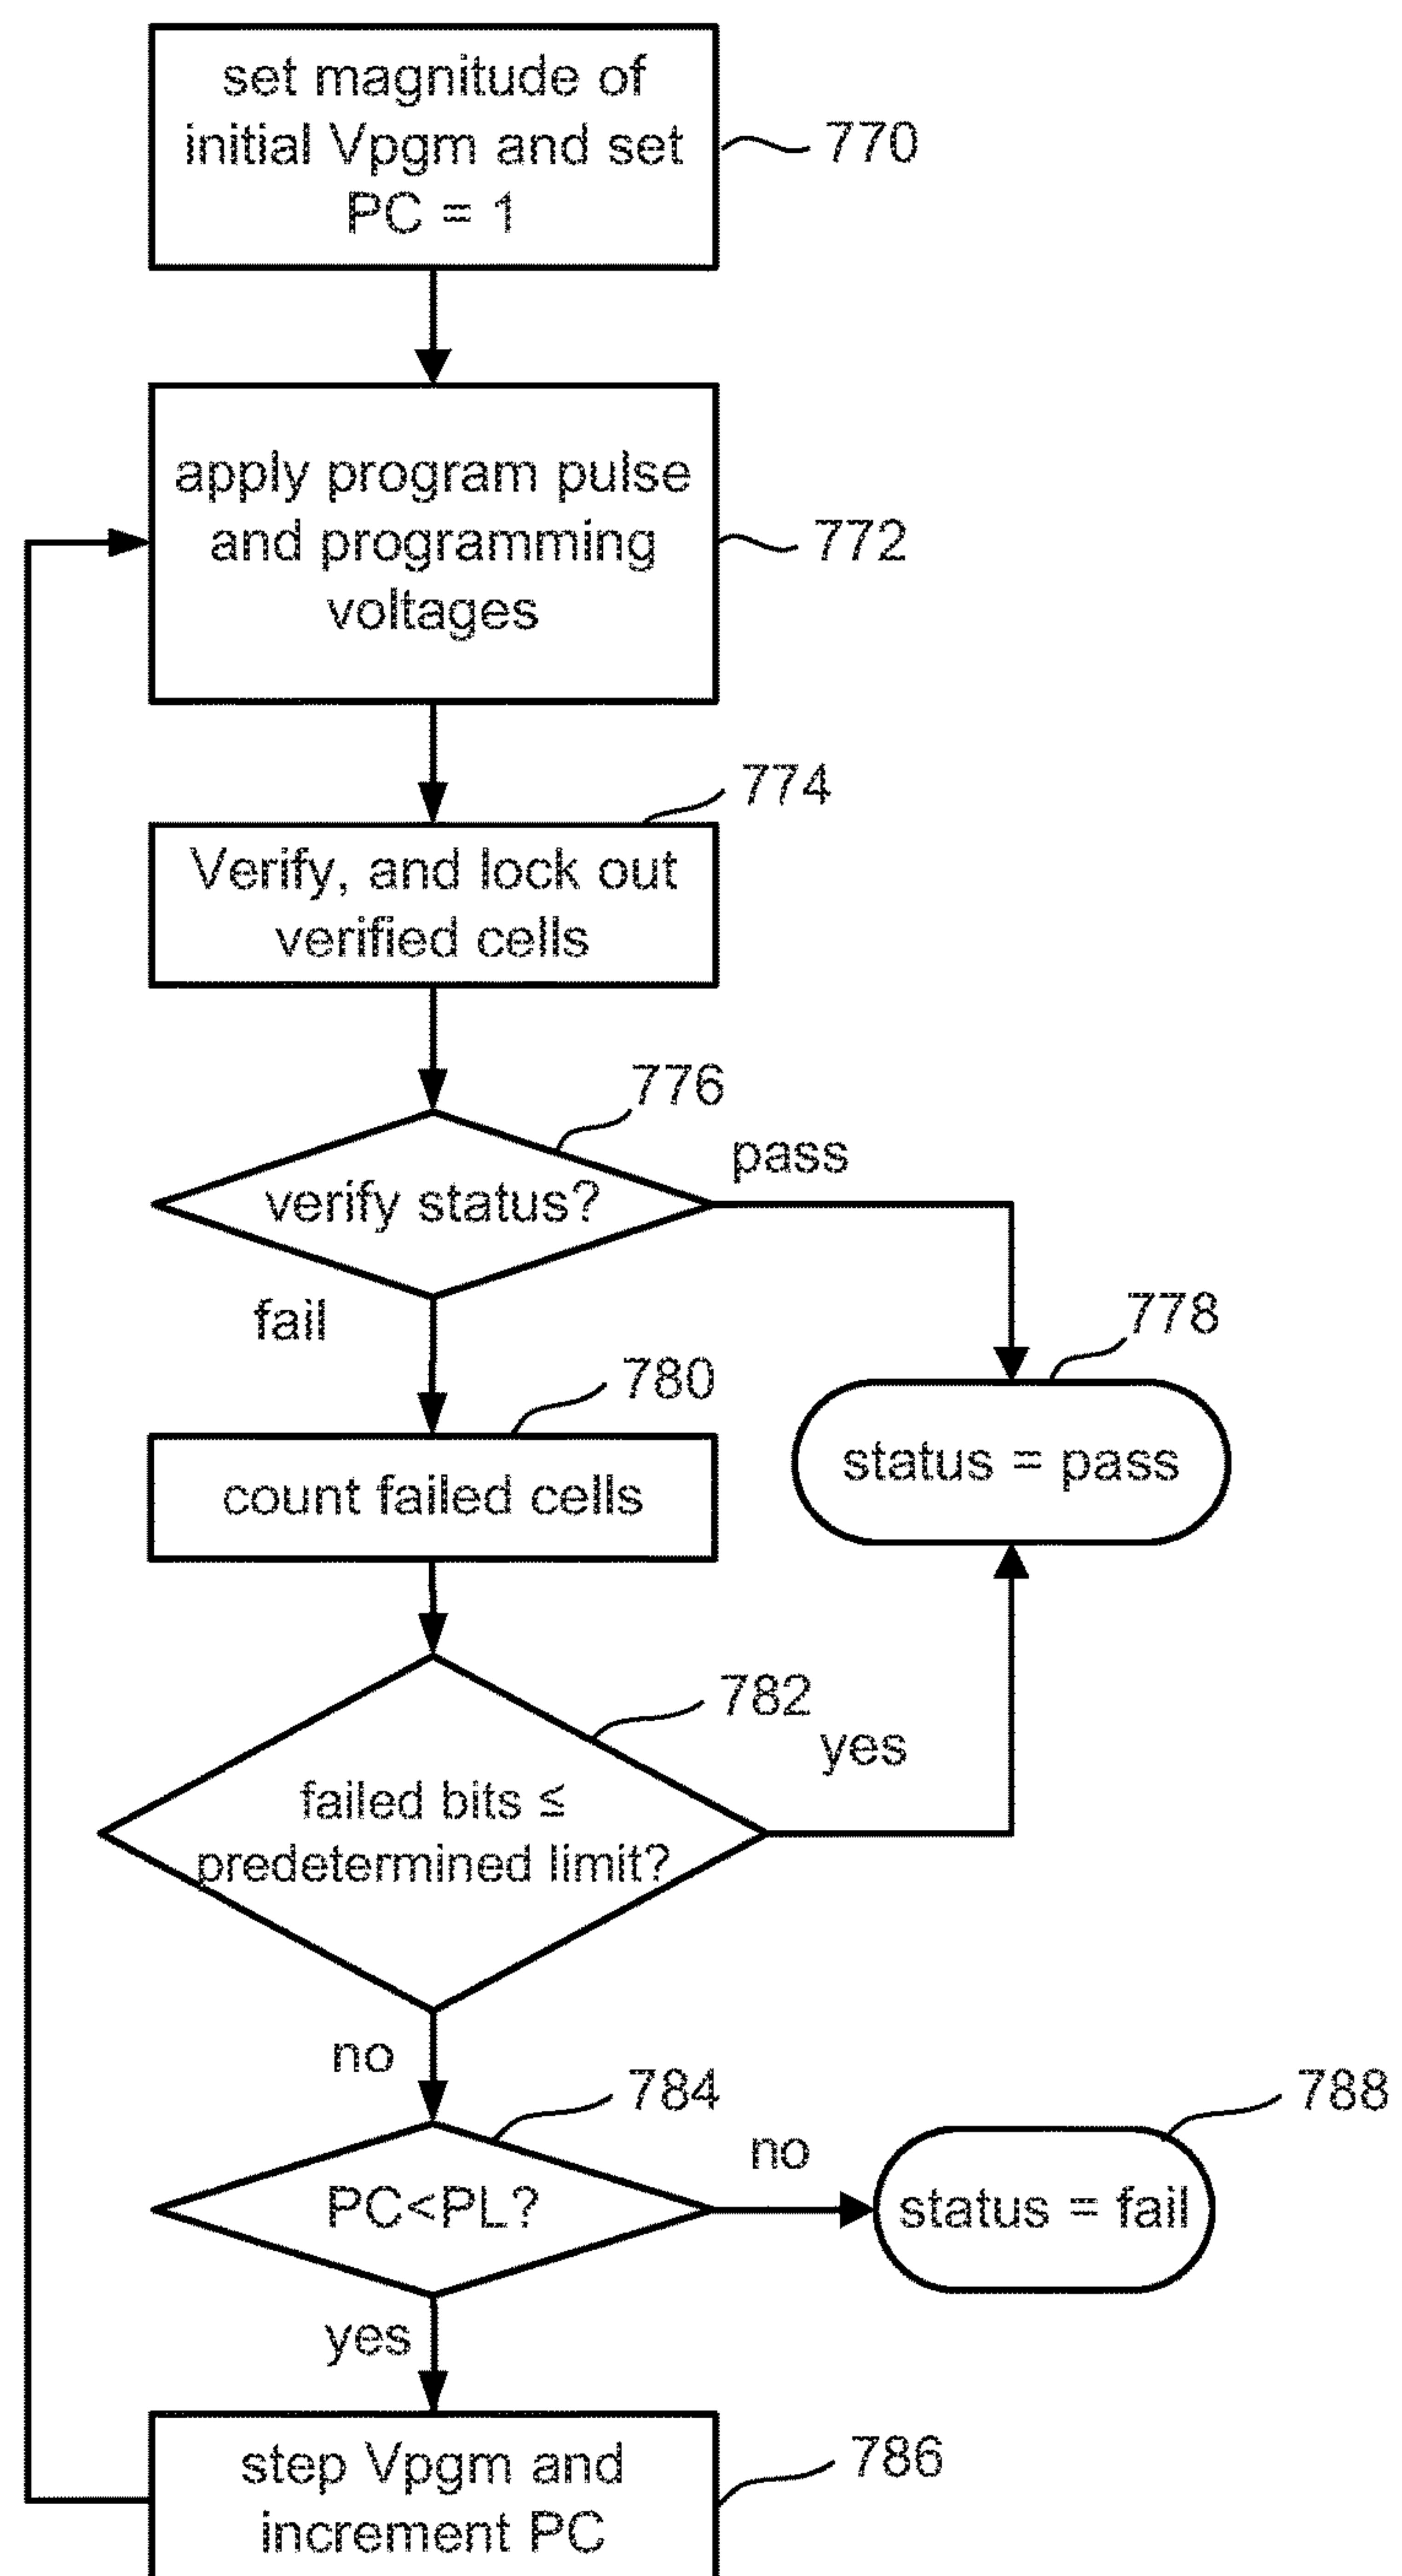 set magnitude of
initial Vpgm and set
PC = 1
770
apply program pulse
and programming
voltages
772
774
Verify, and lock out
verified cells
776
pass
verify status?
fail
778
780
status = pass
count failed cells
782
yes
failed bits ≤
predetermined limit?
no
784
788
no
PC<PL?
status = fail
yes
step Vpgm and
increment PC
786